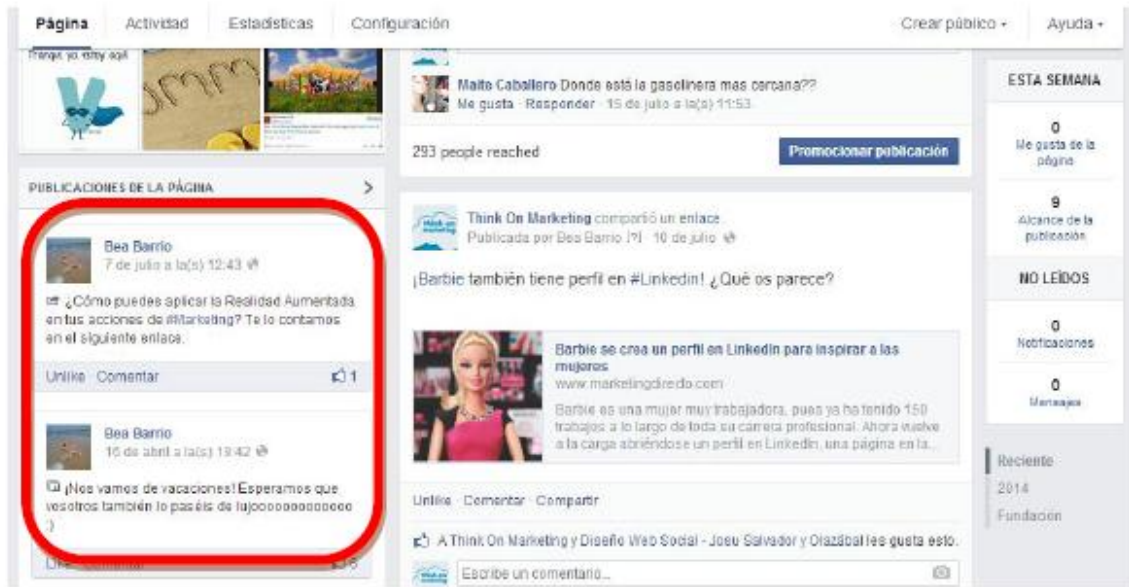 Página Actividad Estadísticas Configuración Crear público Ayuda
Maite Caballero Donde está la gasolinera mas cercana??
Me gusta · Responder · 15 de julio a la(s) 11:53
293 people reached
Promocionar publicación
PUBLICACIONES DE LA PÁGINA
Bea Barrio
7 de julio a la(s) 12:43
¿Cómo puedes aplicar la Realidad Aumentada
en tus acciones de #Marketing? Te lo contamos
en el siguiente enlace.
Unlike · Comentar 1
Bea Barrio
16 de abril a la(s) 19:42
¡Nos vamos de vacaciones! Esperamos que
vosotros también lo paséis de lujooooooooooooo
:)
Like · Comentar 6
Think On Marketing compartió un enlace.
Publicada por Bea Barrio [?] · 10 de julio
¡Barbie también tiene perfil en #Linkedin! ¿Qué os parece?
Barbie se crea un perfil en LinkedIn para inspirar a las
mujeres
www.marketingdirecto.com
Barbie es una mujer muy trabajadora, pues ya ha tenido 150
trabajos a lo largo de toda su carrera profesional. Ahora vuelve
a la carga abriéndose un perfil en LinkedIn, una página en la...
Unlike · Comentar · Compartir
A Think On Marketing y Diseño Web Social - Josu Salvador y Olazábal les gusta esto.
Escribe un comentario...
ESTA SEMANA
0
Me gusta de la
página
9
Alcance de la
publicación
NO LEÍDOS
0
Notificaciones
0
Mensajes
Reciente
2014
Fundación